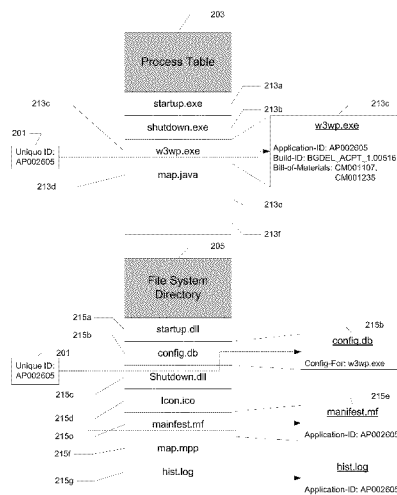 203
Process Table
startup.exe
213a
213b
213c
shutdown.exe
213c
w3wp.exe
201
Unique ID:
AP002605
w3wp.exe
Application-ID: AP002605
Build-ID: BGDEL_ACPT_1.00516
Bill-of-Materials: CM001107,
CM001235
213d
map.java
213e
213f
205
File System
Directory
215a
startup.dll
215b
215b
config.db
config.db
201
Unique ID:
AP002605
Config-For: w3wp.exe
215c
Shutdown.dll
215d
Icon.ico
215e
manifest.mf
215e
mainfest.mf
Application-ID: AP002605
215f
map.mpp
215g
hist.log
hist.log
Application-ID: AP002605